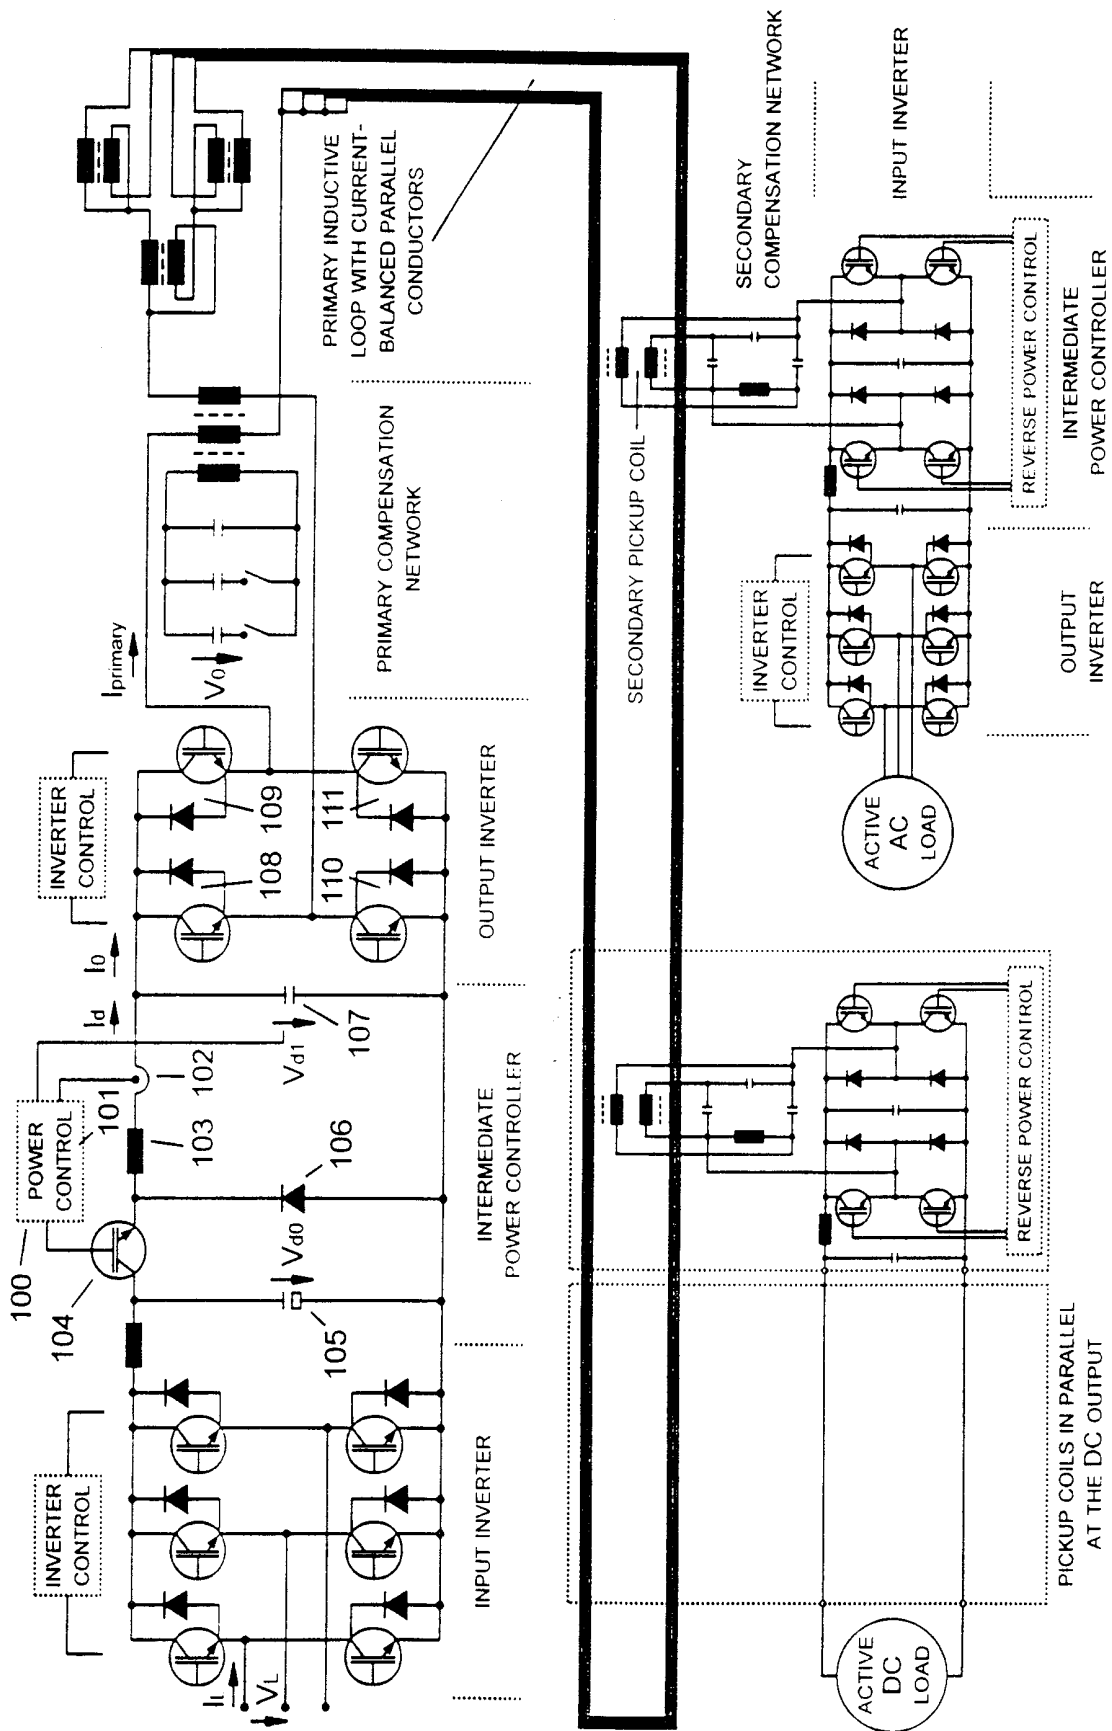 INVERTER
CONTROL
IL
VL
INPUT INVERTER
100
104
POWER
CONTROL
101
102
103
105
106
107
Vd0
Vd1
Id
I0
INTERMEDIATE
POWER CONTROLLER
INVERTER
CONTROL
108
109
110
111
OUTPUT INVERTER
Iprimary
V0
PRIMARY COMPENSATION
NETWORK
PRIMARY INDUCTIVE
LOOP WITH CURRENT-
BALANCED PARALLEL
CONDUCTORS
ACTIVE
DC
LOAD
PICKUP COILS IN PARALLEL
AT THE DC OUTPUT
REVERSE POWER CONTROL
ACTIVE
AC
LOAD
INVERTER
CONTROL
OUTPUT
INVERTER
SECONDARY PICKUP COIL
REVERSE POWER CONTROL
INTERMEDIATE
POWER CONTROLLER
SECONDARY
COMPENSATION NETWORK
INPUT INVERTER